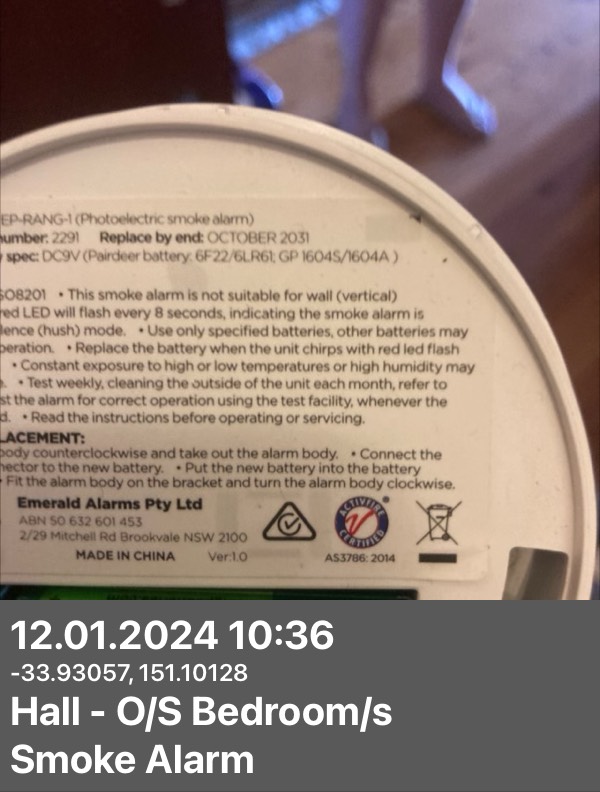 EP-RANG-1 (Photoelectric smoke alarm)
umber: 2291 Replace by end: OCTOBER 2031
spec: DC9V (Pairdeer battery: 6F22/6LR61; GP 1604S/1604A )
SO8201 • This smoke alarm is not suitable for wall (vertical)
red LED will flash every 8 seconds, indicating the smoke alarm is
lence (hush) mode. • Use only specified batteries, other batteries may
peration. • Replace the battery when the unit chirps with red led flash
• Constant exposure to high or low temperatures or high humidity may
. • Test weekly, cleaning the outside of the unit each month, refer to
st the alarm for correct operation using the test facility, whenever the
d. • Read the instructions before operating or servicing.
LACEMENT:
body counterclockwise and take out the alarm body. • Connect the
nector to the new battery. • Put the new battery into the battery
Fit the alarm body on the bracket and turn the alarm body clockwise.
Emerald Alarms Pty Ltd
ABN 50 632 601 453
2/29 Mitchell Rd Brookvale NSW 2100
MADE IN CHINA Ver:1.0
ACTIVFIRE
CERTIFIED
AS3786: 2014
12.01.2024 10:36
-33.93057, 151.10128
Hall - O/S Bedroom/s
Smoke Alarm